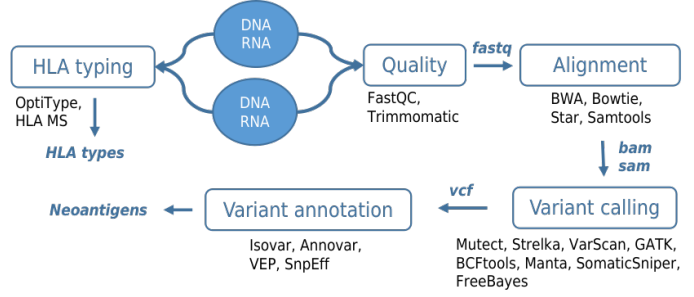 DNA
RNA
HLA typing
Quality
fastq
Alignment
OptiType,
HLA MS
DNA
RNA
FastQC,
Trimmomatic
BWA, Bowtie,
Star, Samtools
HLA types
bam
sam
Neoantigens
Variant annotation
vcf
Variant calling
Isovar, Annovar,
VEP, SnpEff
Mutect, Strelka, VarScan, GATK,
BCFtools, Manta, SomaticSniper,
FreeBayes